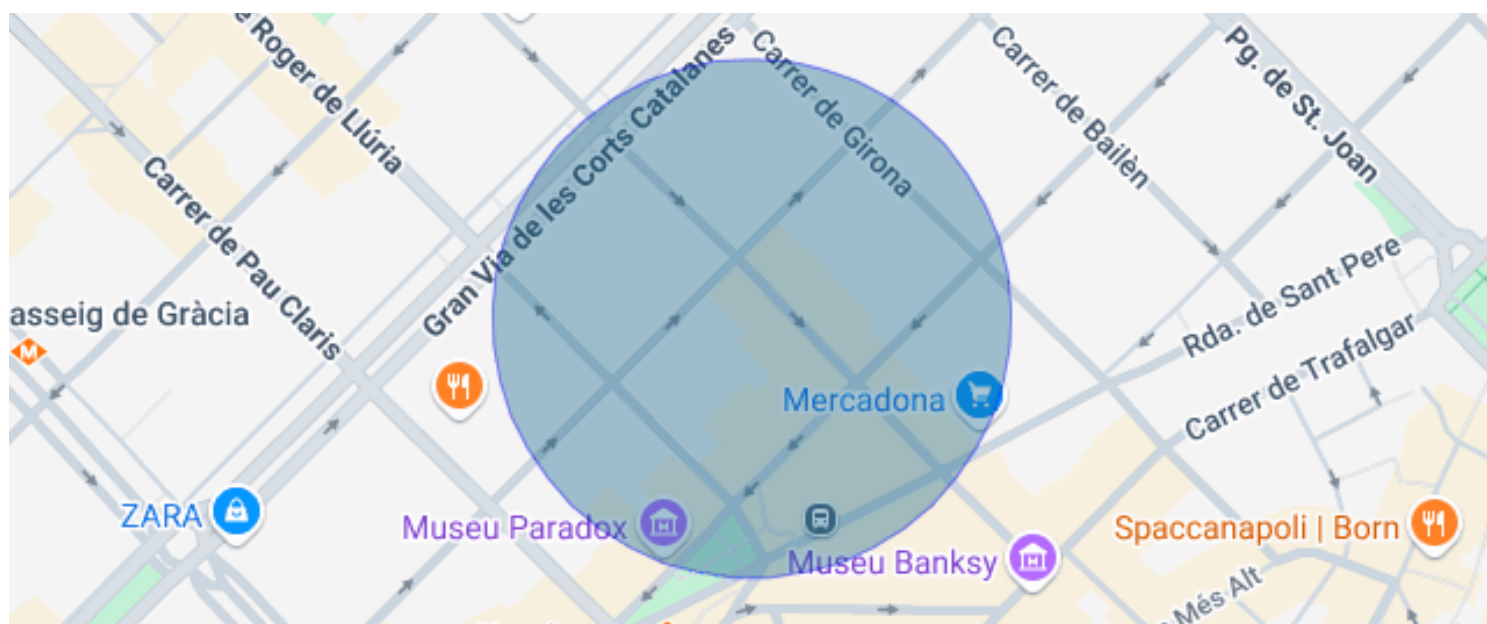 de Roger de Llúria
Carrer de Girona
Carrer de Bailèn
Pg. de St. Joan
Gran Via de les Corts Catalanes
Carrer de Pau Claris
asseig de Gràcia
M
Rda. de Sant Pere
Carrer de Trafalgar
Mercadona
ZARA
Museu Paradox
Museu Banksy
Spaccanapoli | Born
Més Alt